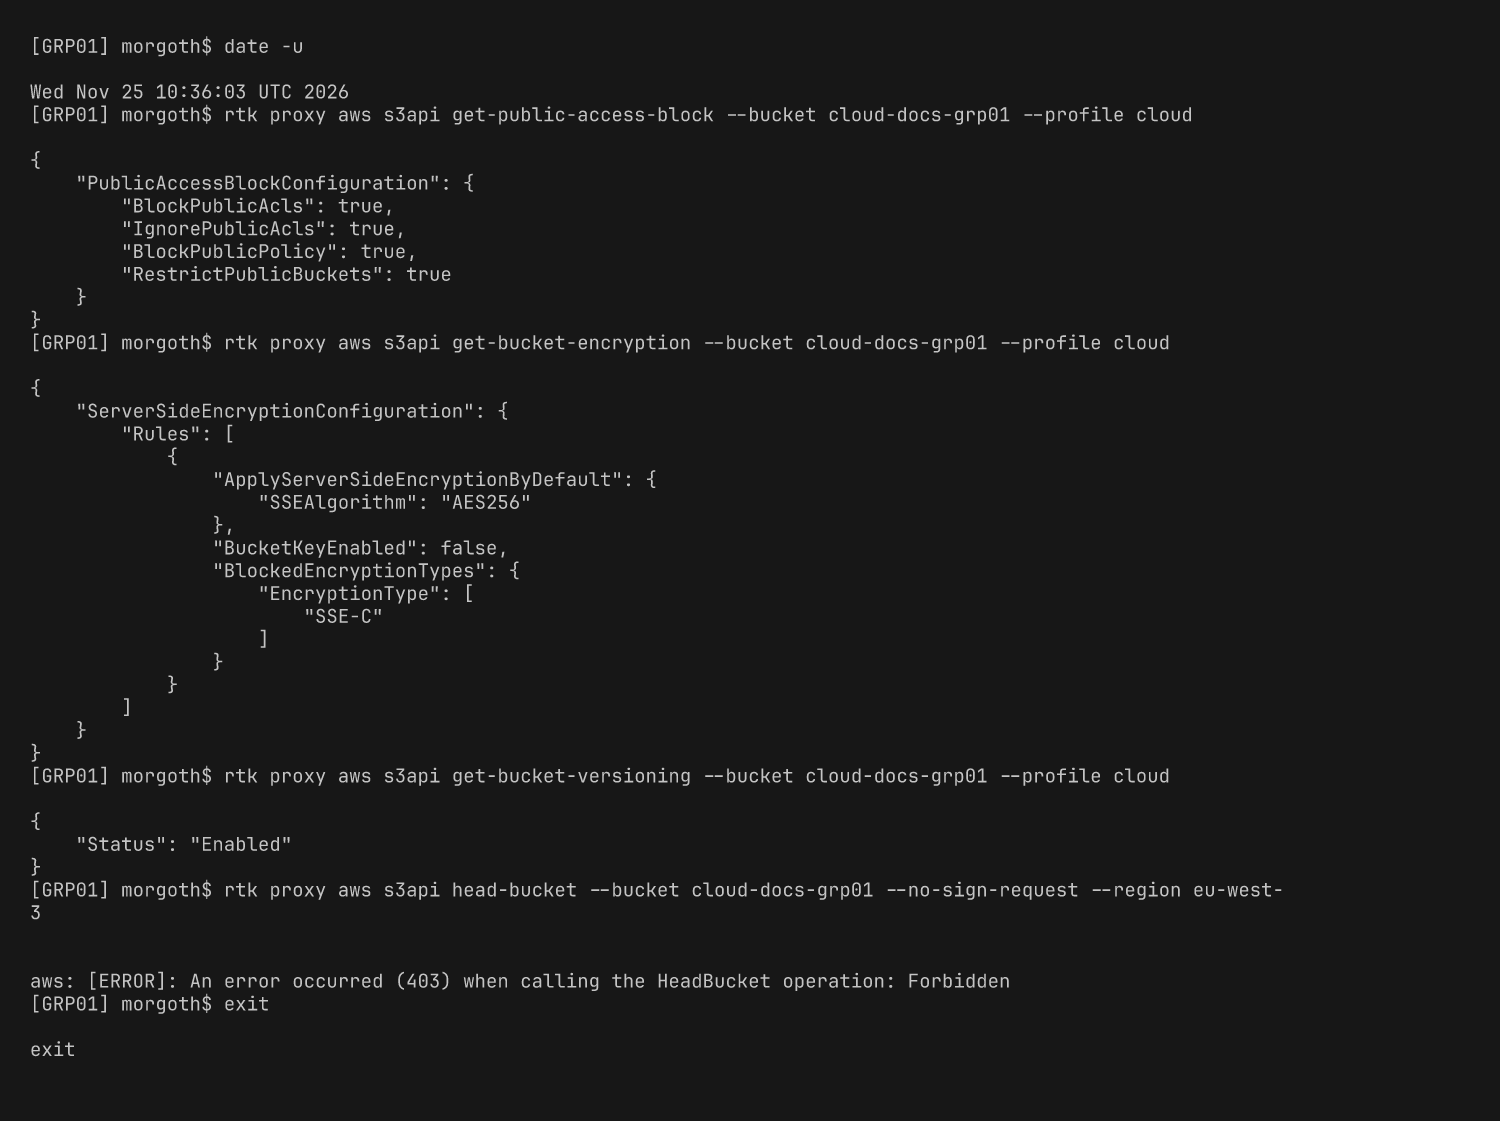 [GRP01] morgoth$ date -u
Wed Nov 25 10:36:03 UTC 2026
[GRP01] morgoth$ rtk proxy aws s3api get-public-access-block --bucket cloud-docs-grp01 --profile cloud
{
    "PublicAccessBlockConfiguration": {
        "BlockPublicAcls": true,
        "IgnorePublicAcls": true,
        "BlockPublicPolicy": true,
        "RestrictPublicBuckets": true
    }
}
[GRP01] morgoth$ rtk proxy aws s3api get-bucket-encryption --bucket cloud-docs-grp01 --profile cloud
{
    "ServerSideEncryptionConfiguration": {
        "Rules": [
            {
                "ApplyServerSideEncryptionByDefault": {
                    "SSEAlgorithm": "AES256"
                },
                "BucketKeyEnabled": false,
                "BlockedEncryptionTypes": {
                    "EncryptionType": [
                        "SSE-C"
                    ]
                }
            }
        ]
    }
}
[GRP01] morgoth$ rtk proxy aws s3api get-bucket-versioning --bucket cloud-docs-grp01 --profile cloud
{
    "Status": "Enabled"
}
[GRP01] morgoth$ rtk proxy aws s3api head-bucket --bucket cloud-docs-grp01 --no-sign-request --region eu-west-
3
aws: [ERROR]: An error occurred (403) when calling the HeadBucket operation: Forbidden
[GRP01] morgoth$ exit
exit